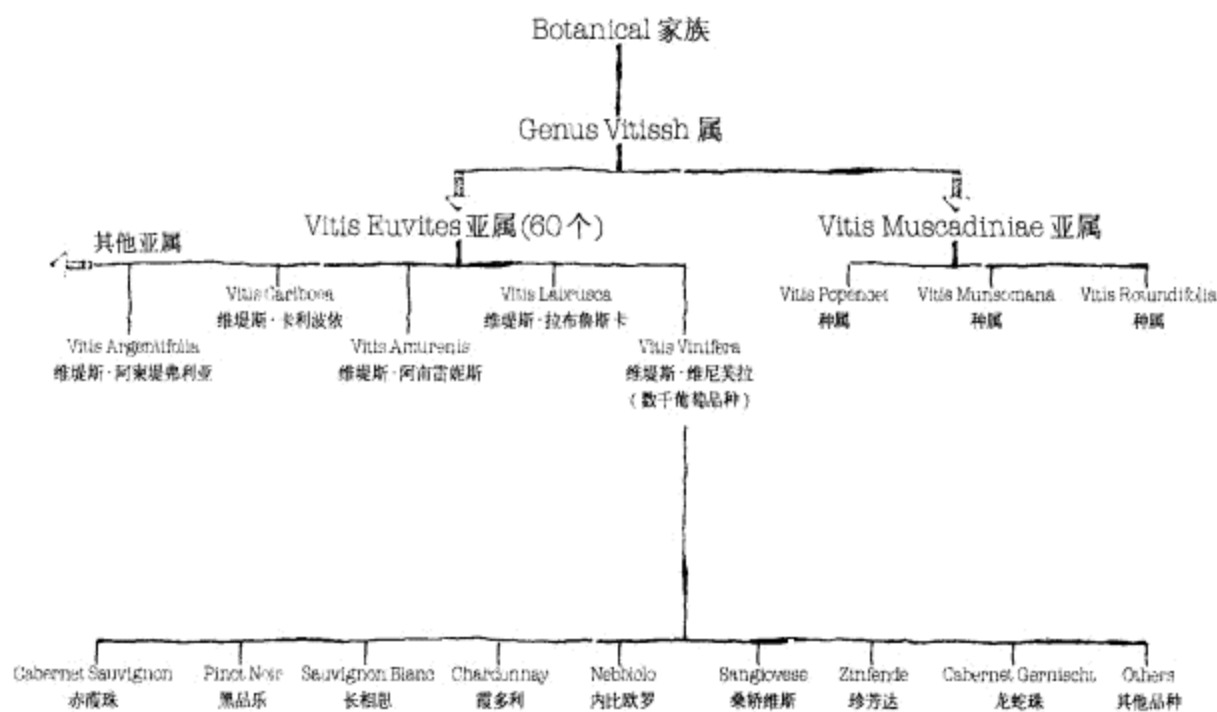 Botanical 家族
Genus Vitissh 属
Vitis Euvites 亚属(60个)
Vitis Muscadiniae 亚属
其他亚属
Vitis Cariboea
维堤斯·卡利波依
Vitis Labrusca
维堤斯·拉布鲁斯卡
Vitis Popenoei
种属
Vitis Munsomana
种属
Vitis Rotundifolia
种属
Vitis Argentifolia
维堤斯·阿柬堤弗利亚
Vitis Amurenis
维堤斯·阿南雷妮斯
Vitis Vinifera
维堤斯·维尼芙拉
(数千葡萄品种)
Cabernet Sauvignon
赤霞珠
Pinot Noir
黑品乐
Sauvignon Blanc
长相思
Chardonnay
霞多利
Nebbiolo
内比欧罗
Sangiovese
桑娇维斯
Zinfende
珍芳达
Cabernet Gernischt
龙蛇珠
Others
其他品种